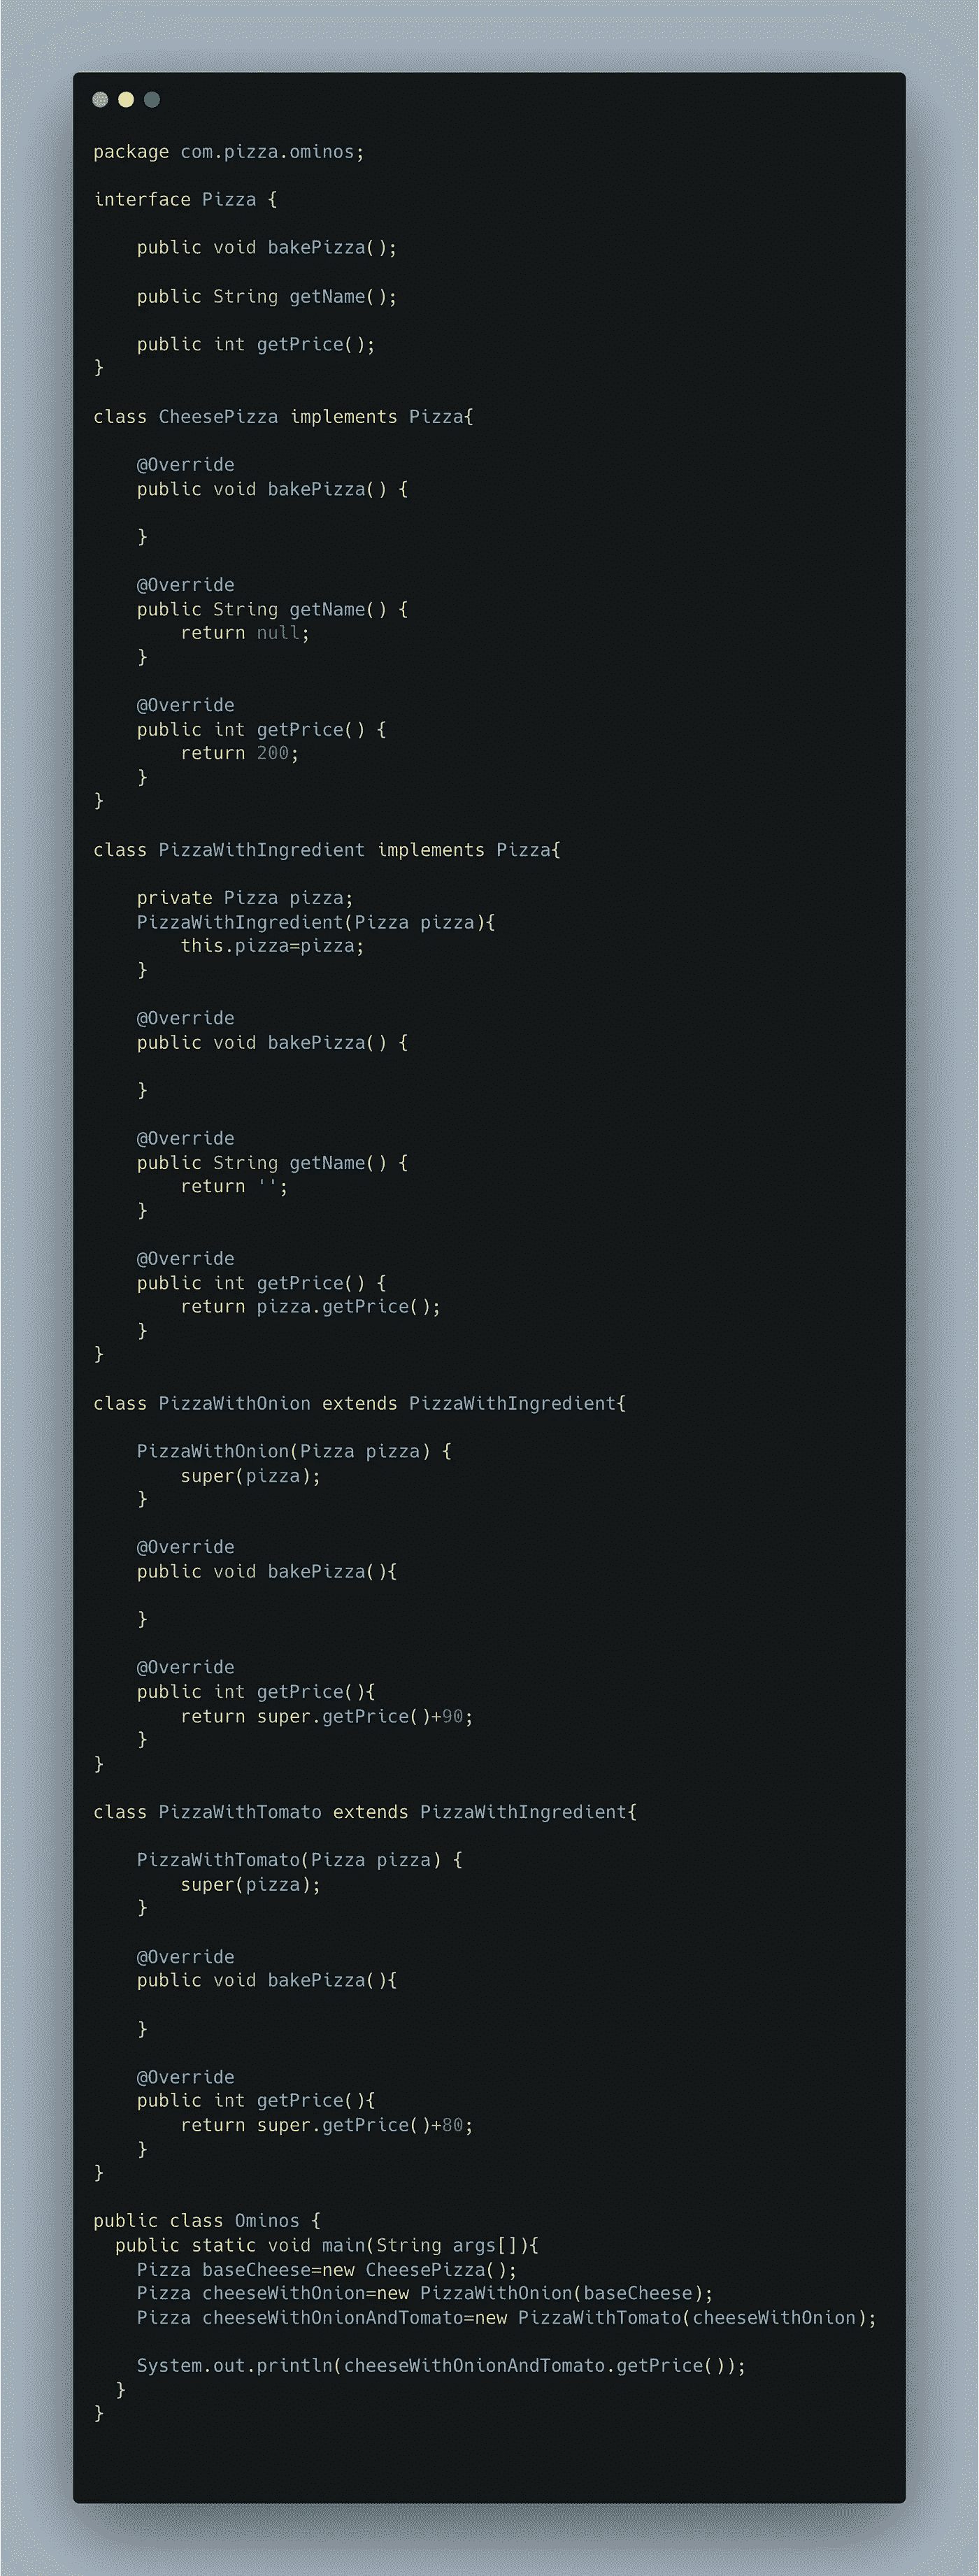 package com.pizza.ominos;
interface Pizza {
    public void bakePizza();
    public String getName();
    public int getPrice();
}
class CheesePizza implements Pizza{
    @Override
    public void bakePizza() {
    }
    @Override
    public String getName() {
        return null;
    }
    @Override
    public int getPrice() {
        return 200;
    }
}
class PizzaWithIngredient implements Pizza{
    private Pizza pizza;
    PizzaWithIngredient(Pizza pizza){
        this.pizza=pizza;
    }
    @Override
    public void bakePizza() {
    }
    @Override
    public String getName() {
        return '';
    }
    @Override
    public int getPrice() {
        return pizza.getPrice();
    }
}
class PizzaWithOnion extends PizzaWithIngredient{
    PizzaWithOnion(Pizza pizza) {
        super(pizza);
    }
    @Override
    public void bakePizza(){
    }
    @Override
    public int getPrice(){
        return super.getPrice()+90;
    }
}
class PizzaWithTomato extends PizzaWithIngredient{
    PizzaWithTomato(Pizza pizza) {
        super(pizza);
    }
    @Override
    public void bakePizza(){
    }
    @Override
    public int getPrice(){
        return super.getPrice()+80;
    }
}
public class Ominos {
  public static void main(String args[]){
    Pizza baseCheese=new CheesePizza();
    Pizza cheeseWithOnion=new PizzaWithOnion(baseCheese);
    Pizza cheeseWithOnionAndTomato=new PizzaWithTomato(cheeseWithOnion);
    System.out.println(cheeseWithOnionAndTomato.getPrice());
  }
}